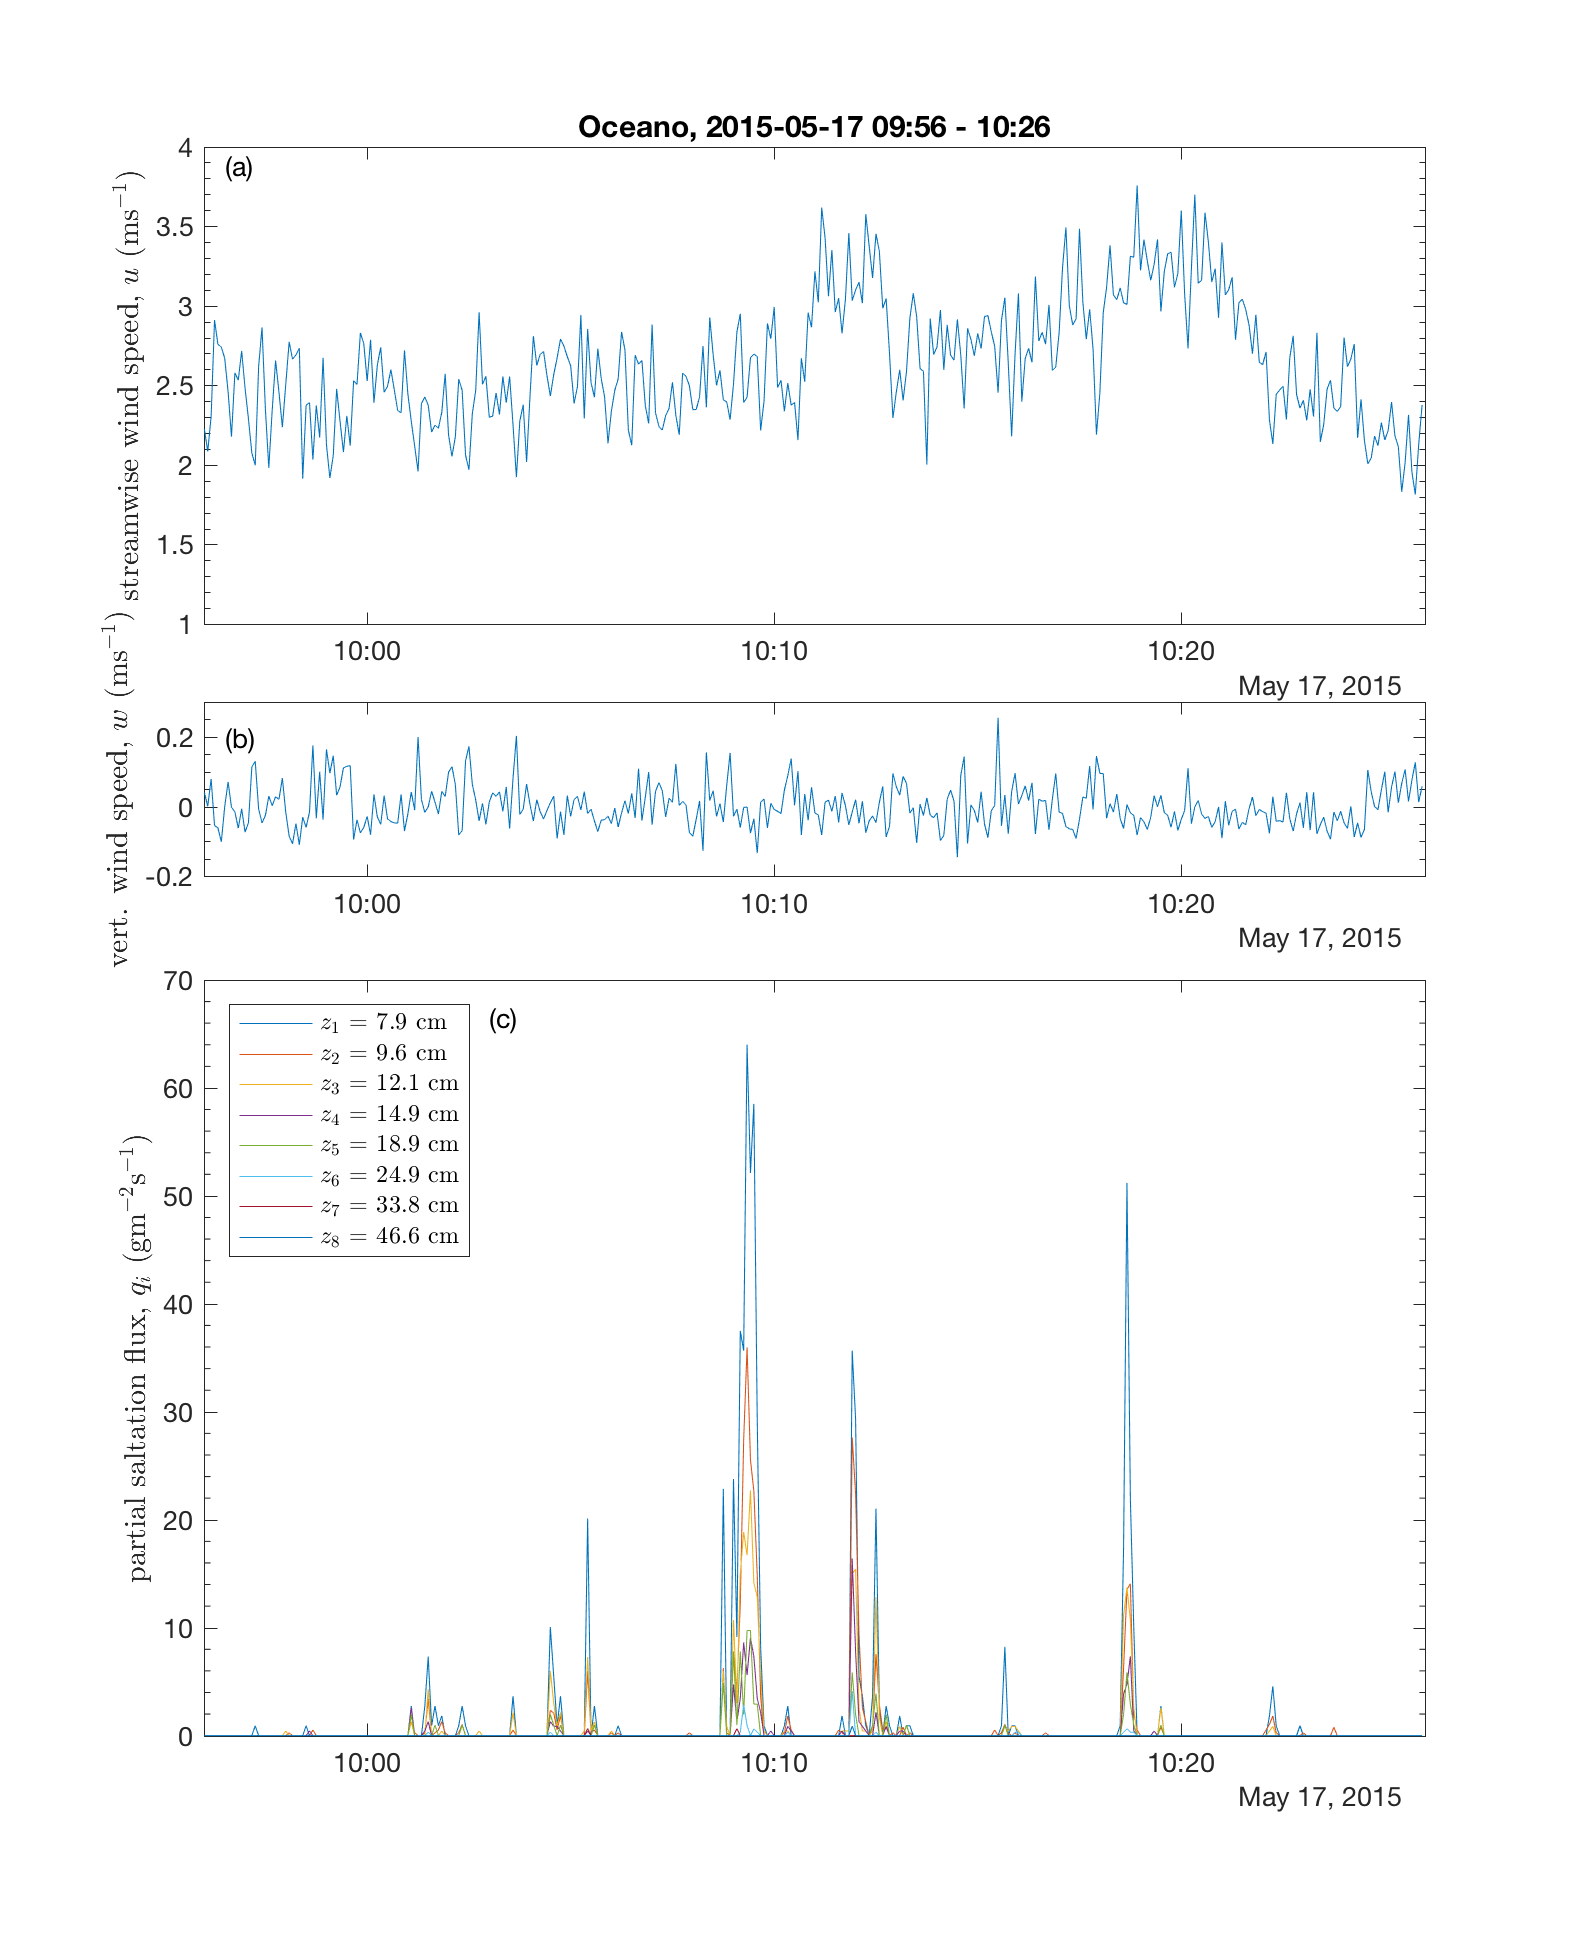 Oceano, 2015-05-17 09:56 - 10:26
(a)
streamwise wind speed, u (ms⁻¹)
4
3.5
3
2.5
2
1.5
1
10:00 10:10 10:20
May 17, 2015
(b)
vert. wind speed, w (ms⁻¹)
0.2
0
-0.2
10:00 10:10 10:20
May 17, 2015
(c)
partial saltation flux, qᵢ (gm⁻²s⁻¹)
70
60
50
40
30
20
10
0
z₁ = 7.9 cm
z₂ = 9.6 cm
z₃ = 12.1 cm
z₄ = 14.9 cm
z₅ = 18.9 cm
z₆ = 24.9 cm
z₇ = 33.8 cm
z₈ = 46.6 cm
10:00 10:10 10:20
May 17, 2015